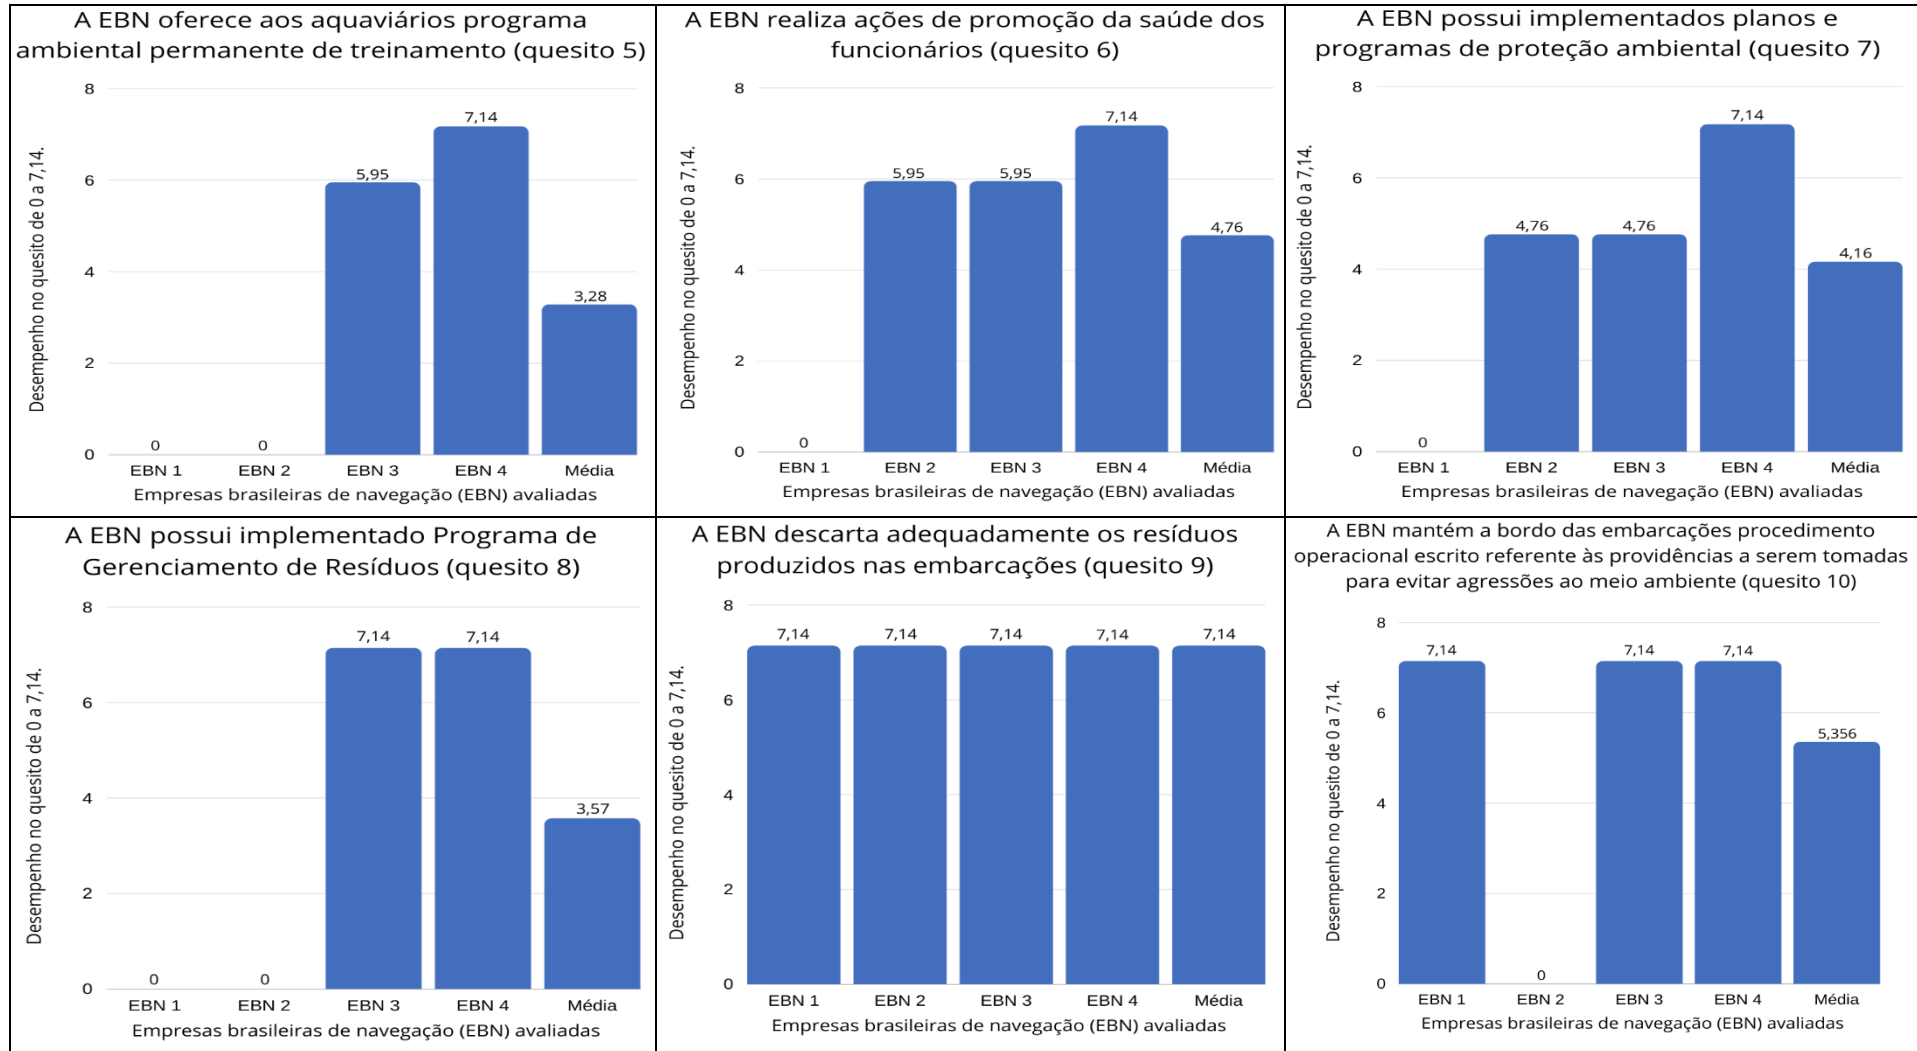 A EBN oferece aos aquaviários programa
ambiental permanente de treinamento (quesito 5)
Desempenho no quesito de 0 a 7,14.
8
6
4
2
0
0
0
5,95
7,14
3,28
EBN 1
EBN 2
EBN 3
EBN 4
Média
Empresas brasileiras de navegação (EBN) avaliadas
A EBN realiza ações de promoção da saúde dos
funcionários (quesito 6)
Desempenho no quesito de 0 a 7,14.
8
6
4
2
0
0
5,95
5,95
7,14
4,76
EBN 1
EBN 2
EBN 3
EBN 4
Média
Empresas brasileiras de navegação (EBN) avaliadas
A EBN possui implementados planos e
programas de proteção ambiental (quesito 7)
Desempenho no quesito de 0 a 7,14.
8
6
4
2
0
0
4,76
4,76
7,14
4,16
EBN 1
EBN 2
EBN 3
EBN 4
Média
Empresas brasileiras de navegação (EBN) avaliadas
A EBN possui implementado Programa de
Gerenciamento de Resíduos (quesito 8)
Desempenho no quesito de 0 a 7,14.
8
6
4
2
0
0
0
7,14
7,14
3,57
EBN 1
EBN 2
EBN 3
EBN 4
Média
Empresas brasileiras de navegação (EBN) avaliadas
A EBN descarta adequadamente os resíduos
produzidos nas embarcações (quesito 9)
Desempenho no quesito de 0 a 7,14.
8
6
4
2
0
7,14
7,14
7,14
7,14
7,14
EBN 1
EBN 2
EBN 3
EBN 4
Média
Empresas brasileiras de navegação (EBN) avaliadas
A EBN mantém a bordo das embarcações procedimento
operacional escrito referente às providências a serem tomadas
para evitar agressões ao meio ambiente (quesito 10)
Desempenho no quesito de 0 a 7,14.
8
6
4
2
0
7,14
0
7,14
7,14
5,356
EBN 1
EBN 2
EBN 3
EBN 4
Média
Empresas brasileiras de navegação (EBN) avaliadas